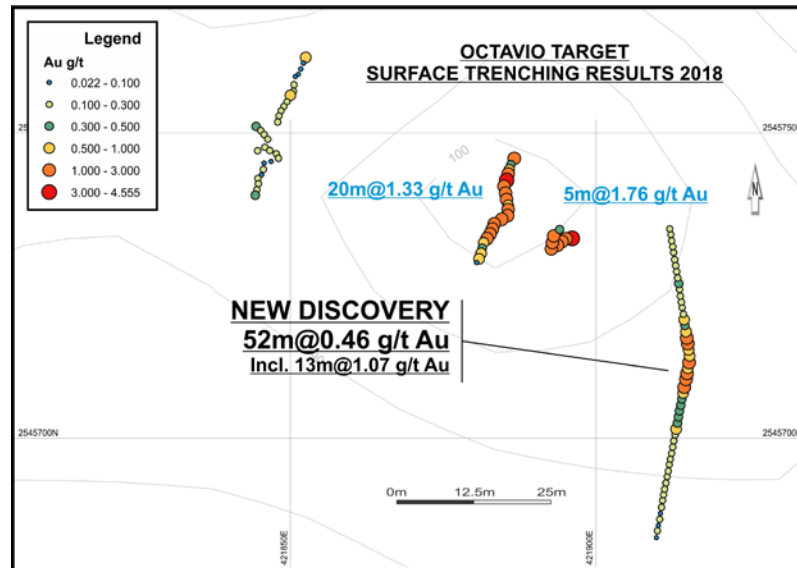 Legend
Au g/t
0.022 - 0.100
0.100 - 0.300
0.300 - 0.500
0.500 - 1.000
1.000 - 3.000
3.000 - 4.555
OCTAVIO TARGET
SURFACE TRENCHING RESULTS 2018
2545750
100
N
20m@1.33 g/t Au
5m@1.76 g/t Au
NEW DISCOVERY
52m@0.46 g/t Au
Incl. 13m@1.07 g/t Au
2545700N
2545700
0m 12.5m 25m
421850E
421900E